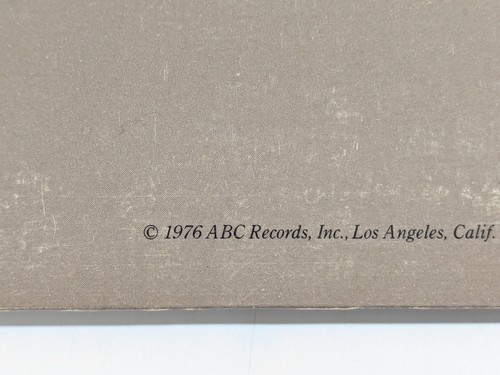 © 1976 ABC Records, Inc., Los Angeles, Calif.